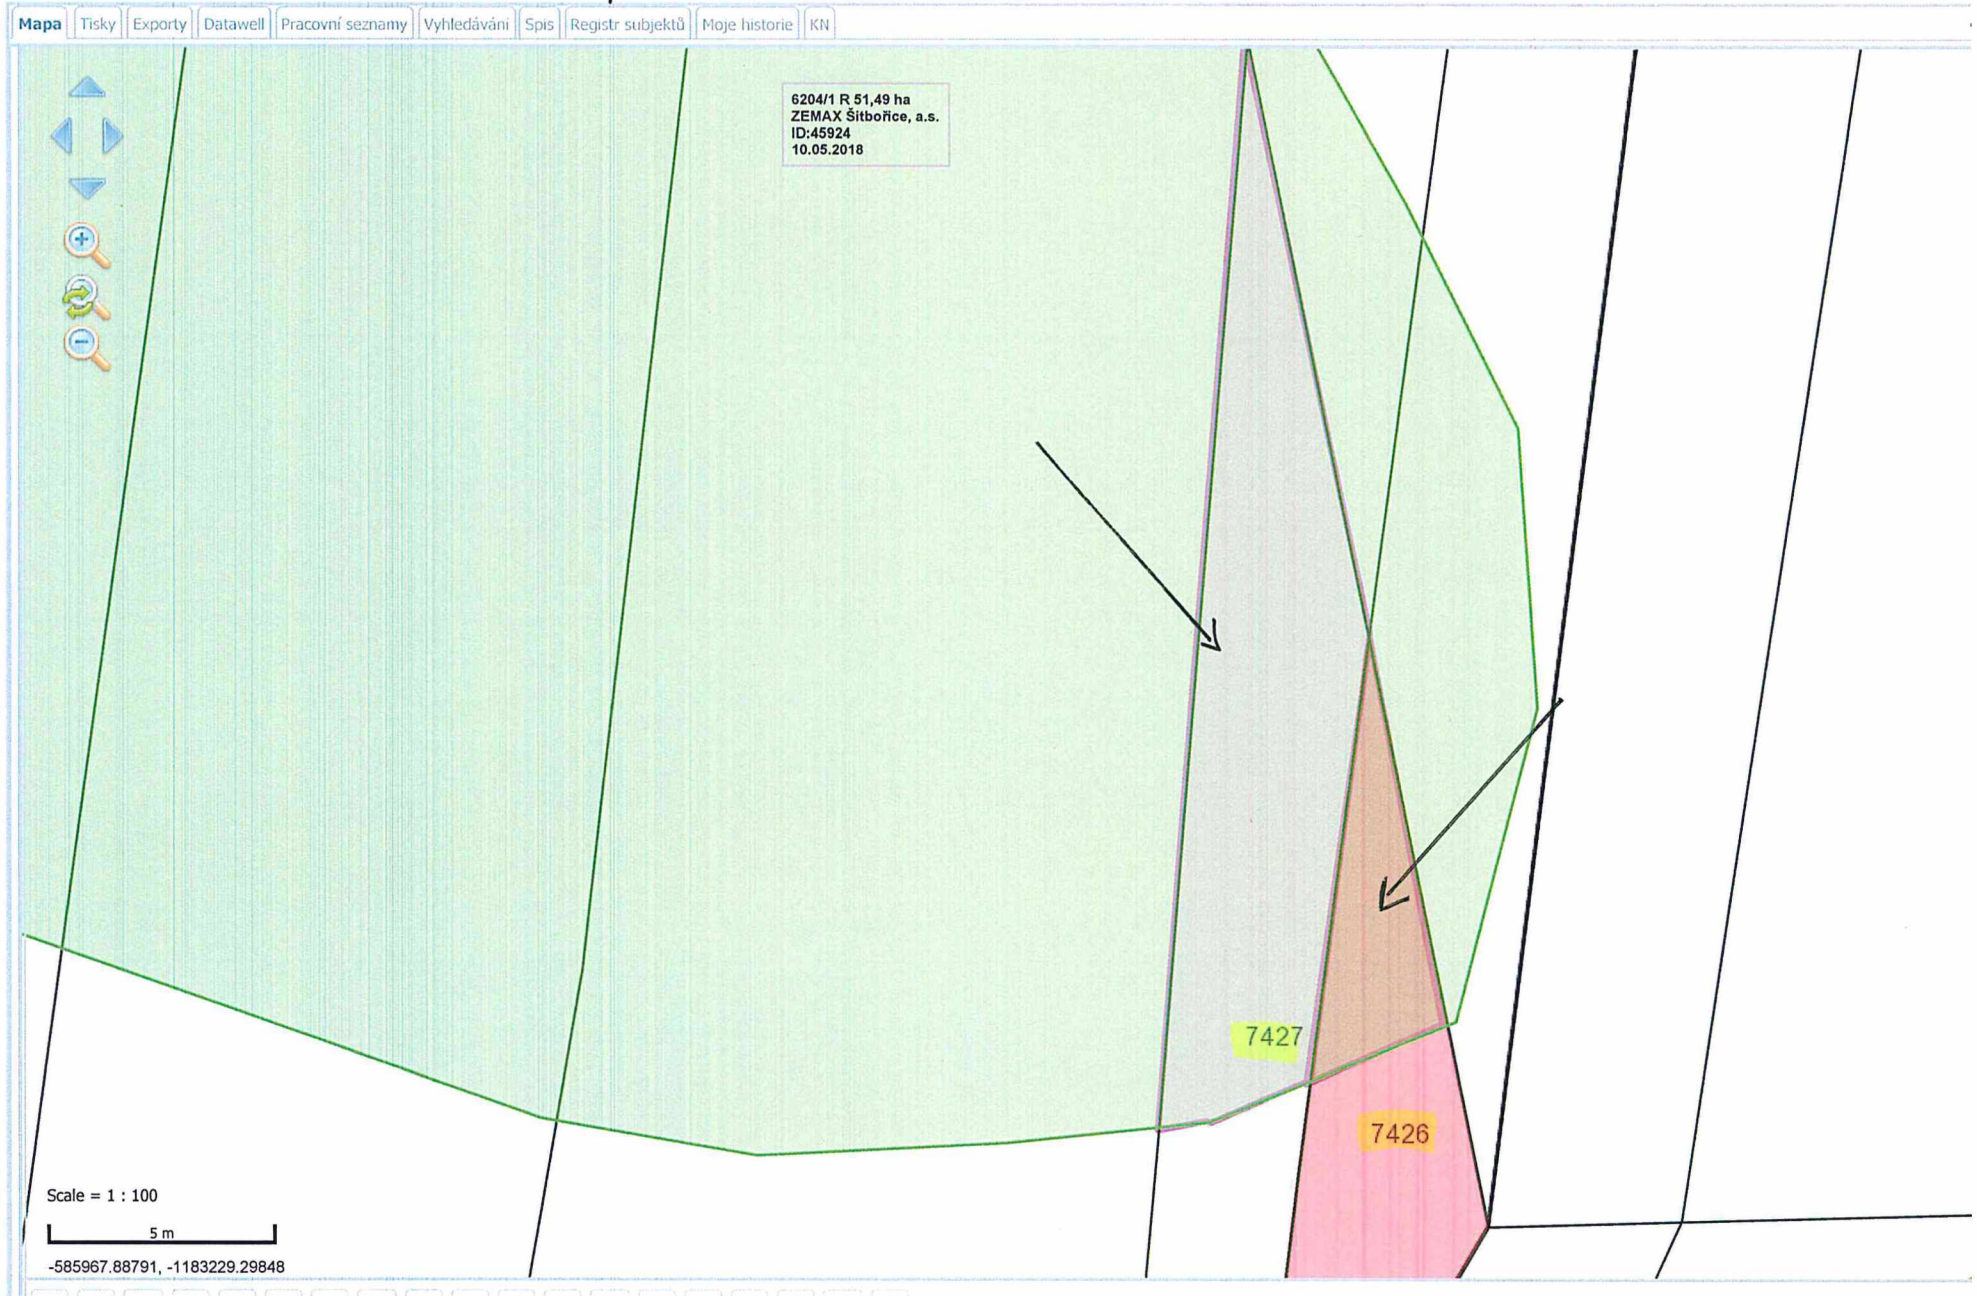 Mapa Tisky Exporty Datawell Pracovní seznamy Vyhledávání Spis Registr subjektů Moje historie KN
6204/1 R 51,49 ha
ZEMAX Šitbořice, a.s.
ID:45924
10.05.2018
7427
7426
Scale = 1 : 100
5 m
-585967.88791, -1183229.29848